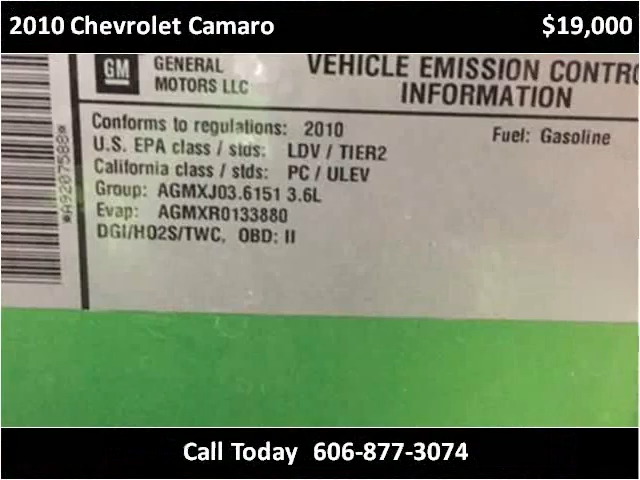 2010 Chevrolet Camaro $19,000
GM GENERAL MOTORS LLC
VEHICLE EMISSION CONTRO
INFORMATION
Conforms to regulations: 2010 Fuel: Gasoline
U.S. EPA class / stds: LDV / TIER2
California class / stds: PC / ULEV
Group: AGMXJ03.6151 3.6L
Evap: AGMXR0133880
DGI/HO2S/TWC, OBD: II
*A9207588*
Call Today 606-877-3074